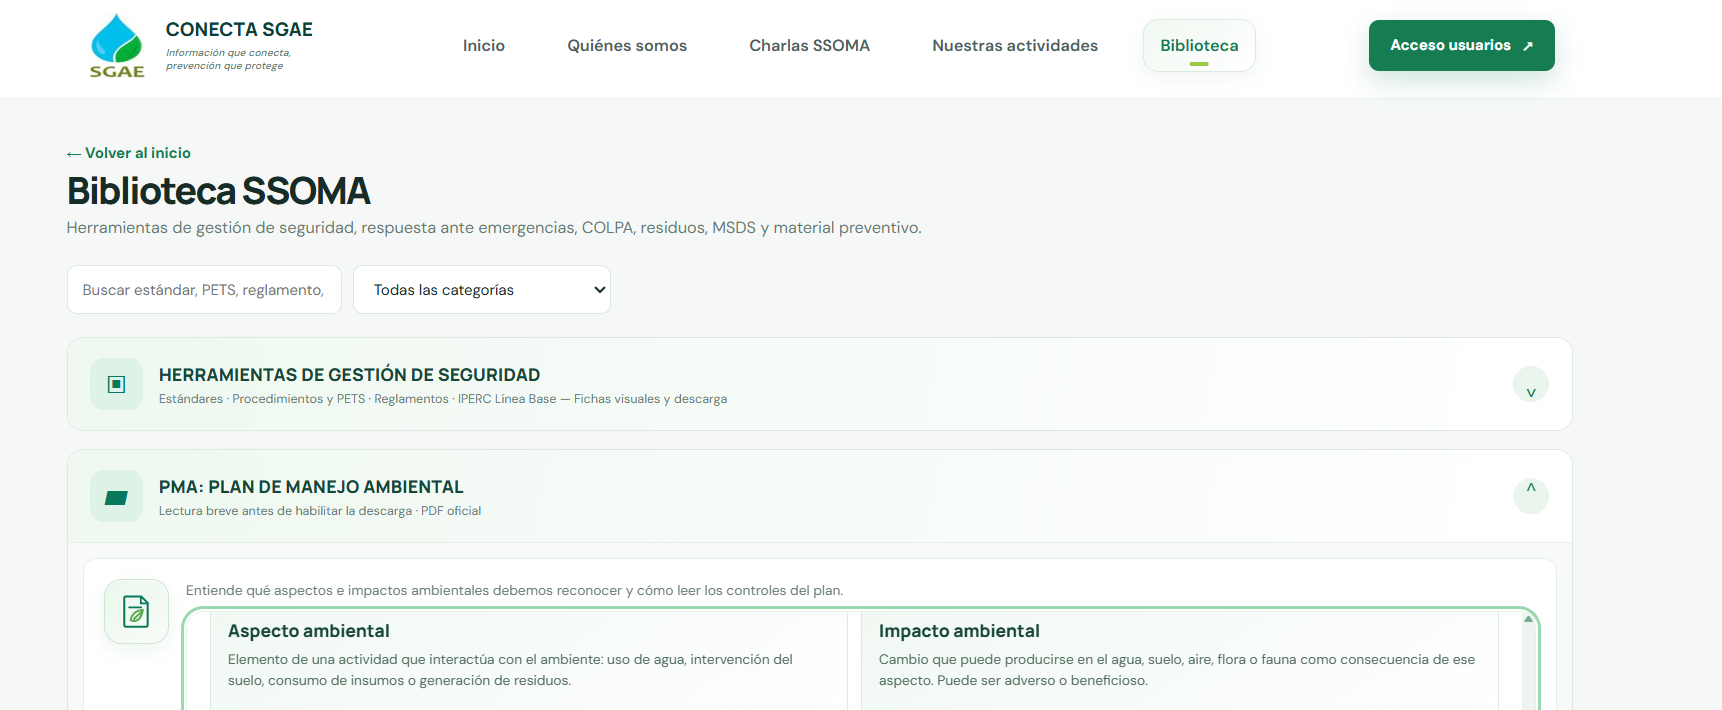 CONECTA SGAE
Información que conecta,
prevención que protege
SGAE
Inicio
Quiénes somos
Charlas SSOMA
Nuestras actividades
Biblioteca
Acceso usuarios ↗
← Volver al inicio
Biblioteca SSOMA
Herramientas de gestión de seguridad, respuesta ante emergencias, COLPA, residuos, MSDS y material preventivo.
Buscar estándar, PETS, reglamento,
Todas las categorías
HERRAMIENTAS DE GESTIÓN DE SEGURIDAD
Estándares · Procedimientos y PETS · Reglamentos · IPERC Línea Base — Fichas visuales y descarga
PMA: PLAN DE MANEJO AMBIENTAL
Lectura breve antes de habilitar la descarga · PDF oficial
Entiende qué aspectos e impactos ambientales debemos reconocer y cómo leer los controles del plan.
Aspecto ambiental
Elemento de una actividad que interactúa con el ambiente: uso de agua, intervención del
suelo, consumo de insumos o generación de residuos.
Impacto ambiental
Cambio que puede producirse en el agua, suelo, aire, flora o fauna como consecuencia de ese
aspecto. Puede ser adverso o beneficioso.